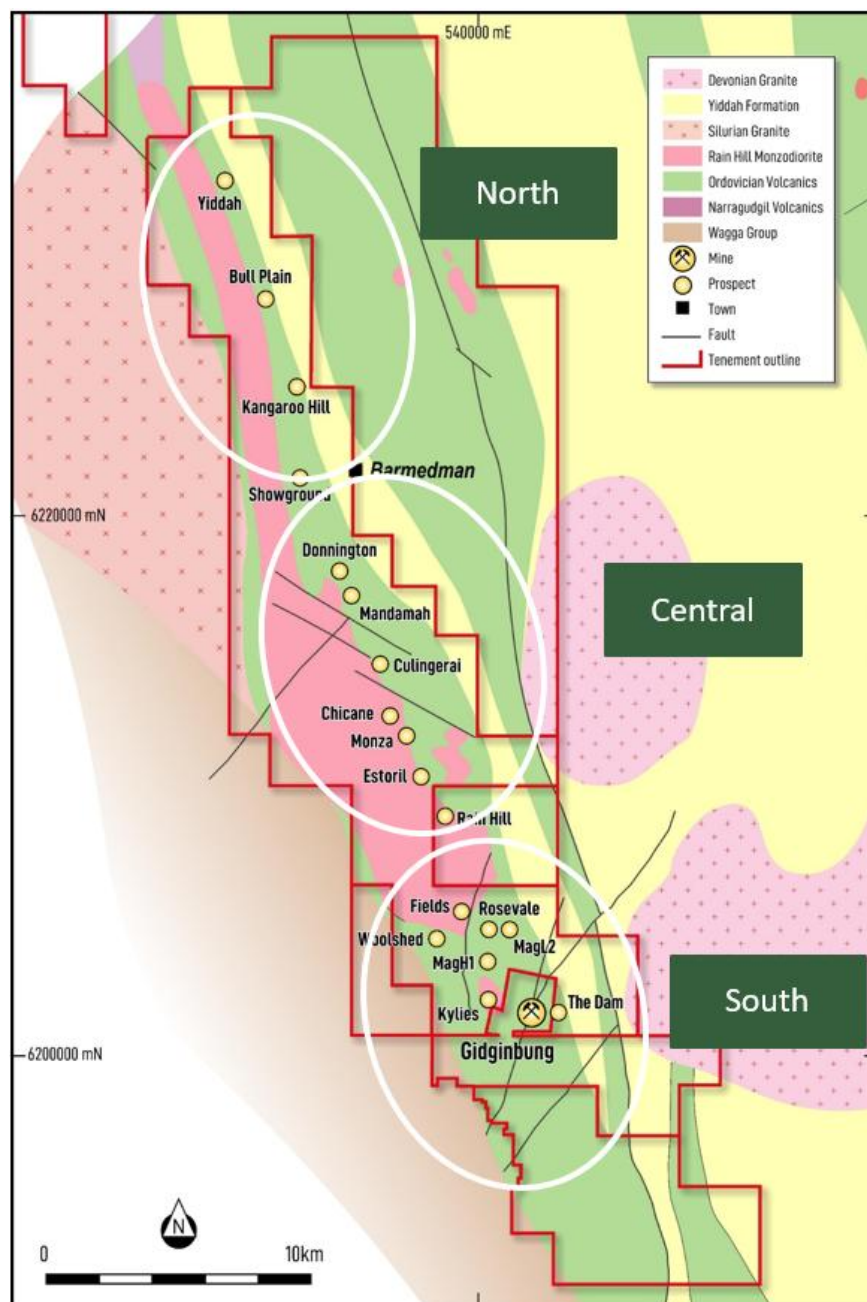 540000 mE
Devonian Granite
Yiddah Formation
Silurian Granite
Rain Hill Monzodiorite
Ordovician Volcanics
Narragudgil Volcanics
Wagga Group
Mine
Prospect
Town
Fault
Tenement outline
North
Yiddah
Bull Plain
Kangaroo Hill
Barmedman
Showground
6220000 mN
Donnington
Mandamah
Central
Culingerai
Chicane
Monza
Estoril
Rain Hill
Fields
Rosevale
Woolshed
MagL2
MagH1
Kylies
The Dam
South
Gidginbung
6200000 mN
N
0
10km